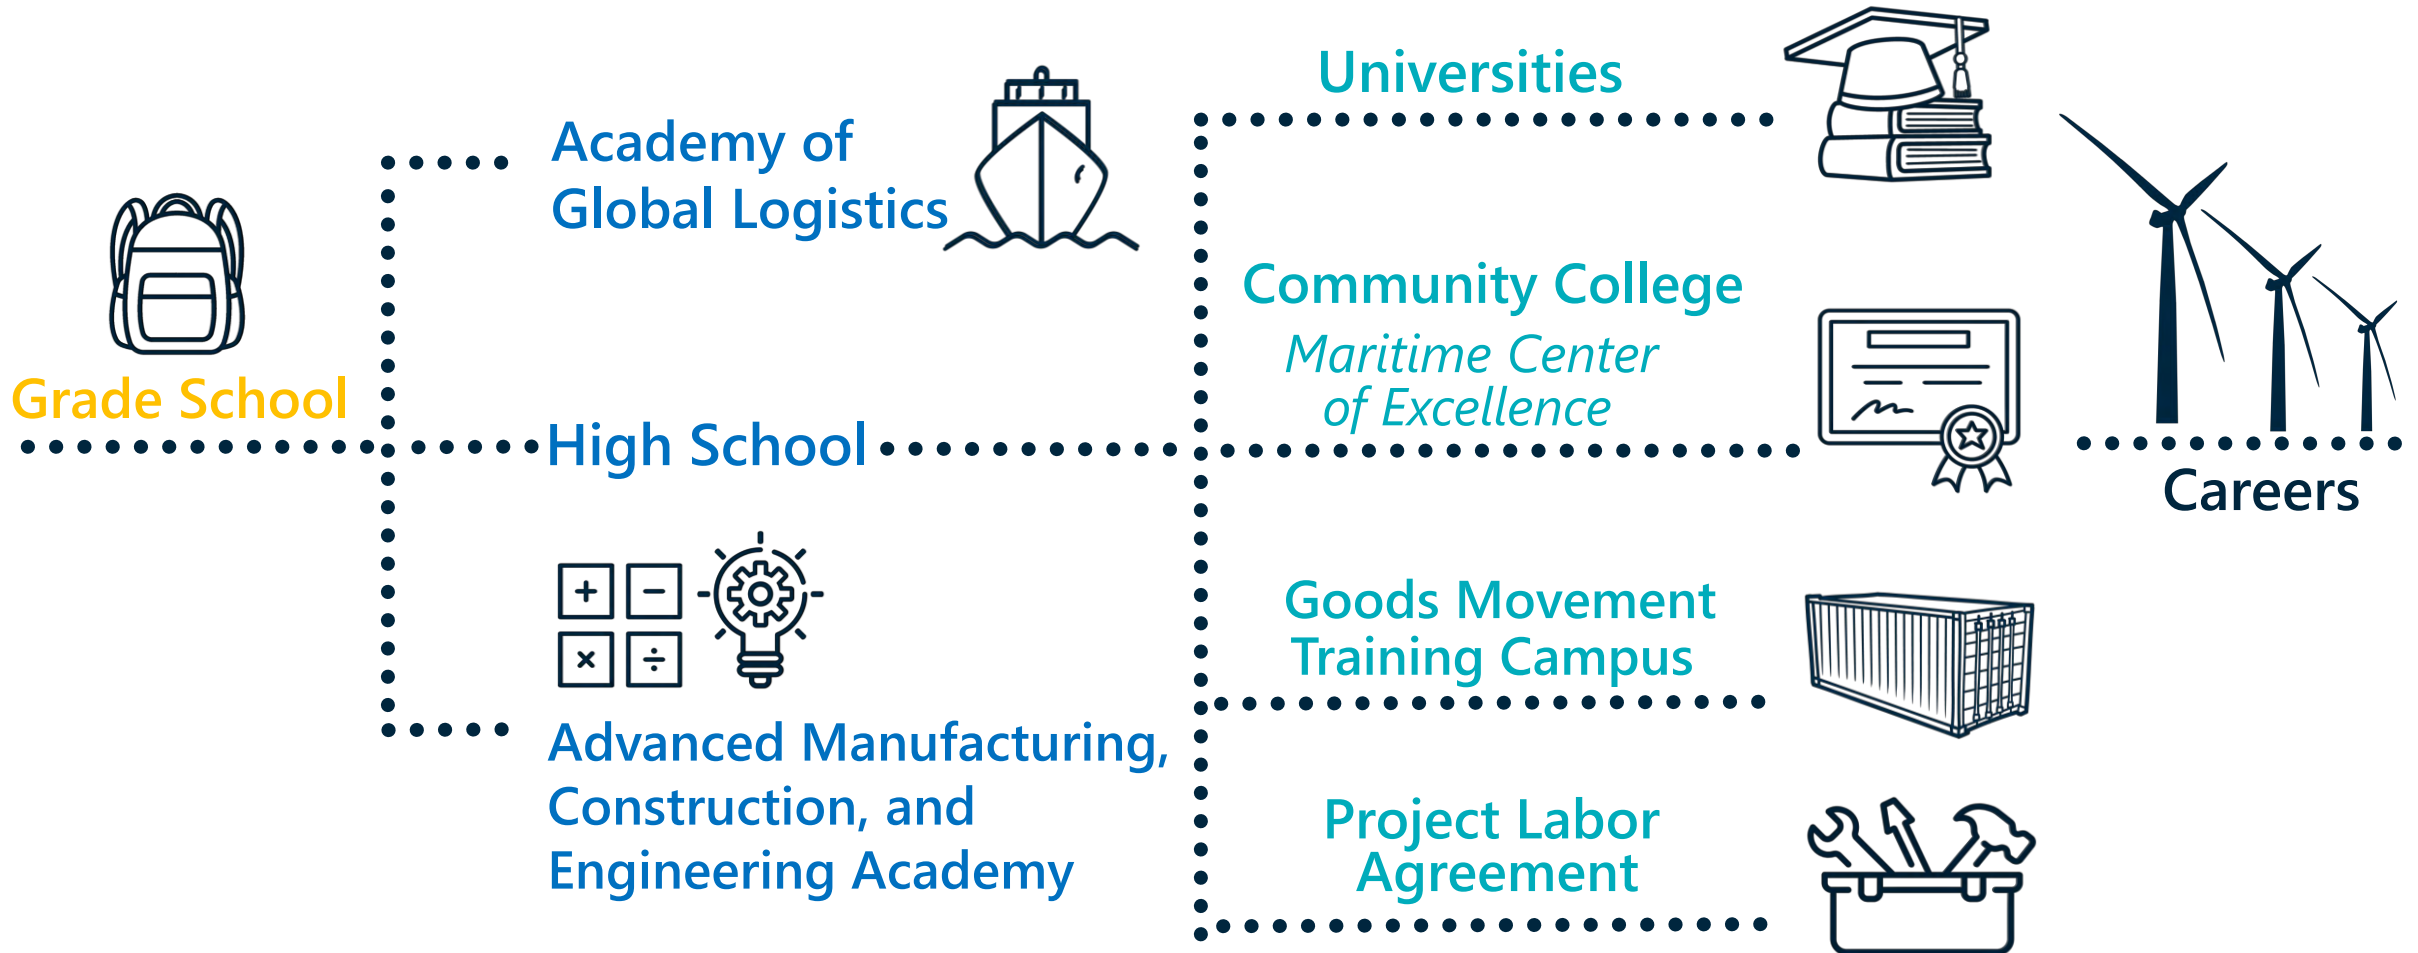 Grade School
Academy of
Global Logistics
High School
+ −
× ÷
Advanced Manufacturing,
Construction, and
Engineering Academy
Universities
Community College
Maritime Center
of Excellence
Goods Movement
Training Campus
Project Labor
Agreement
Careers